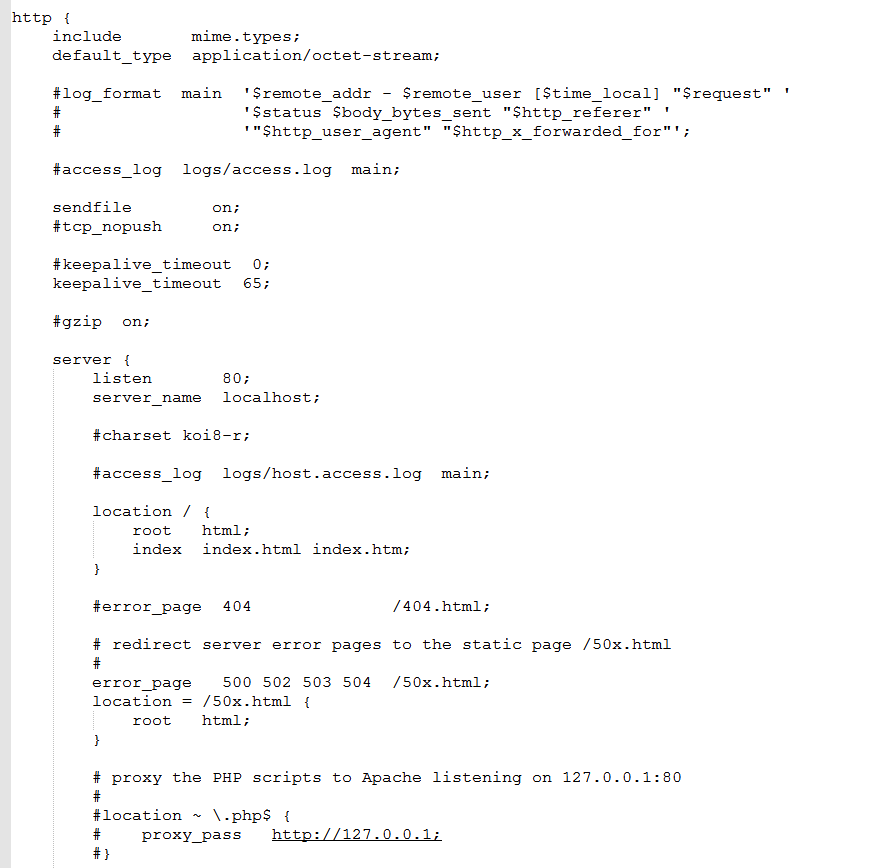 http {
    include       mime.types;
    default_type  application/octet-stream;
    #log_format  main  '$remote_addr - $remote_user [$time_local] "$request" '
    #                  '$status $body_bytes_sent "$http_referer" '
    #                  '"$http_user_agent" "$http_x_forwarded_for"';
    #access_log  logs/access.log  main;
    sendfile        on;
    #tcp_nopush     on;
    #keepalive_timeout  0;
    keepalive_timeout  65;
    #gzip  on;
    server {
        listen       80;
        server_name  localhost;
        #charset koi8-r;
        #access_log  logs/host.access.log  main;
        location / {
            root   html;
            index  index.html index.htm;
        }
        #error_page  404              /404.html;
        # redirect server error pages to the static page /50x.html
        #
        error_page   500 502 503 504  /50x.html;
        location = /50x.html {
            root   html;
        }
        # proxy the PHP scripts to Apache listening on 127.0.0.1:80
        #
        #location ~ \.php$ {
        #    proxy_pass   http://127.0.0.1;
        #}